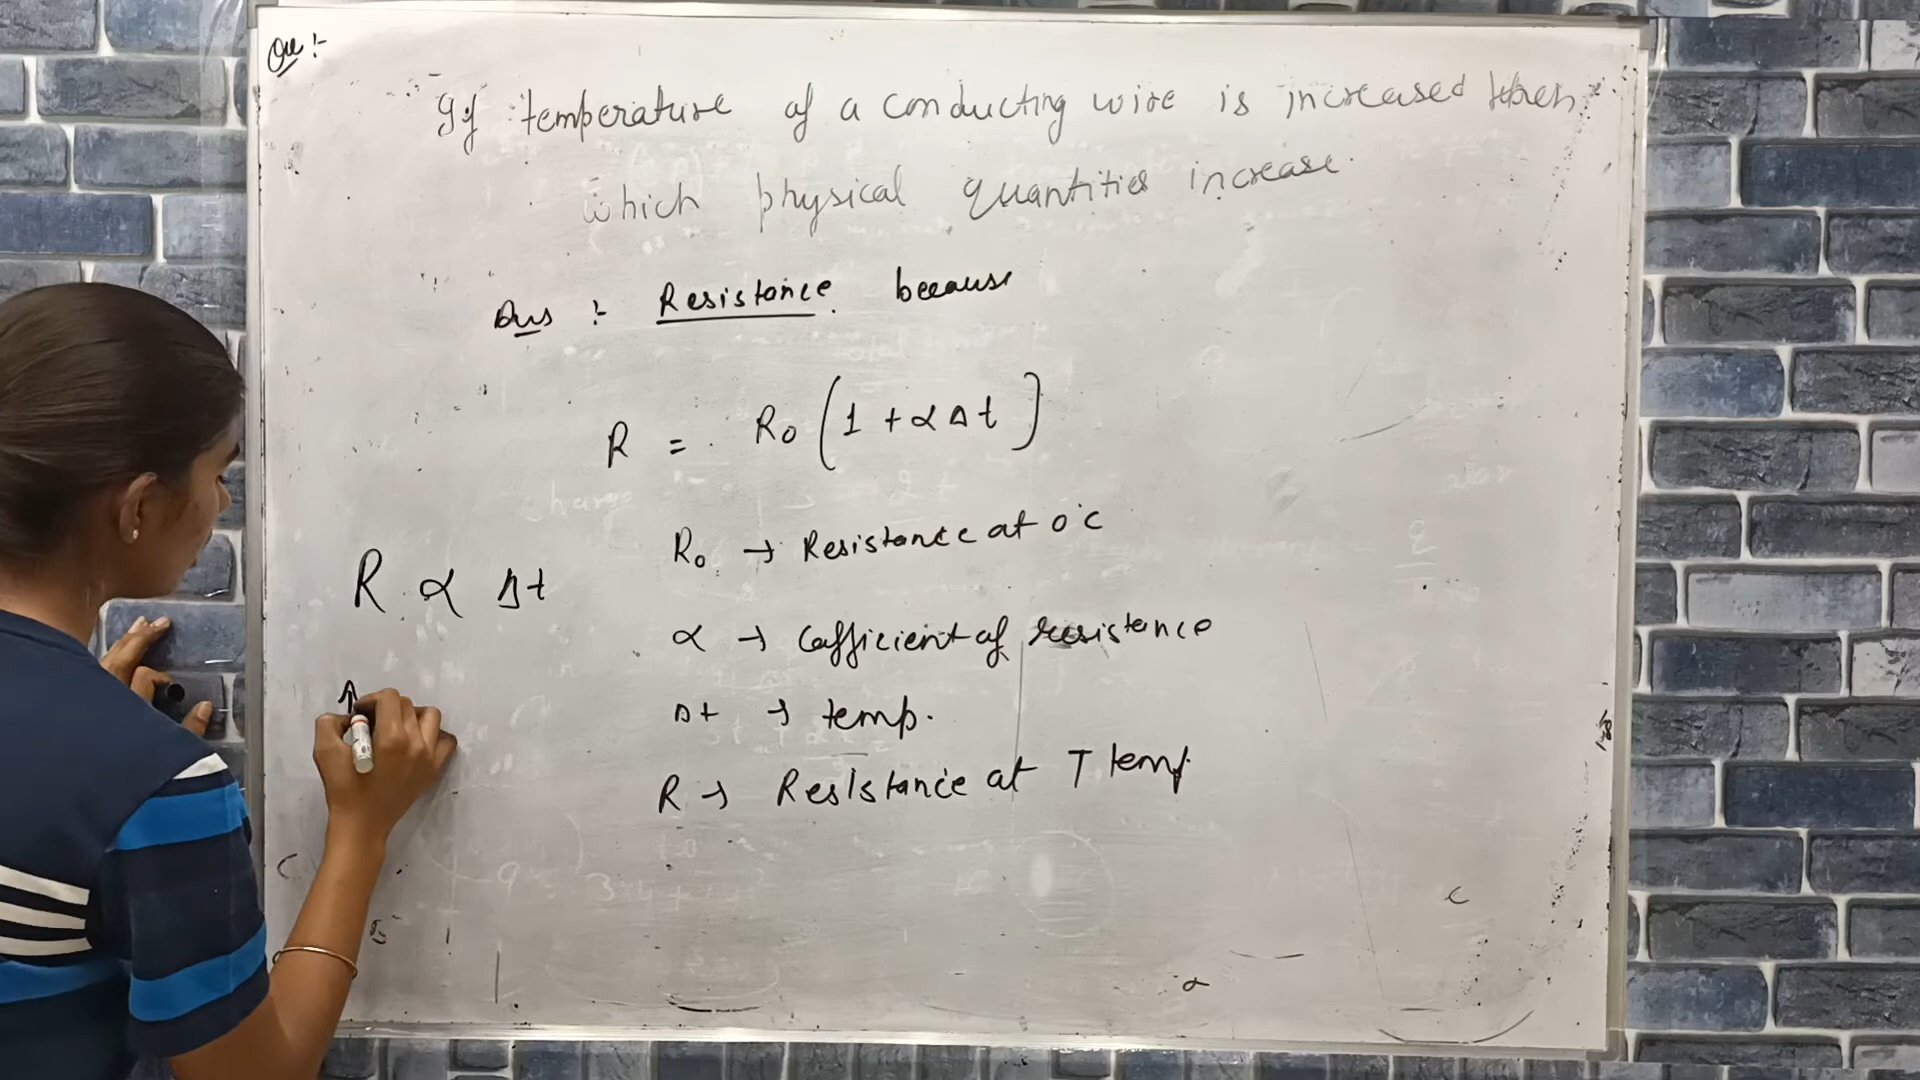 Que :-
If temperature of a conducting wire is increased then
which physical quantities increase.
Ans :- Resistance. because
R = R₀ (1 + α Δt)
R₀ → Resistance at 0°C
R ∝ Δt
α → Cofficient of resistance
Δt → temp.
↑
R → Resistance at T temp.